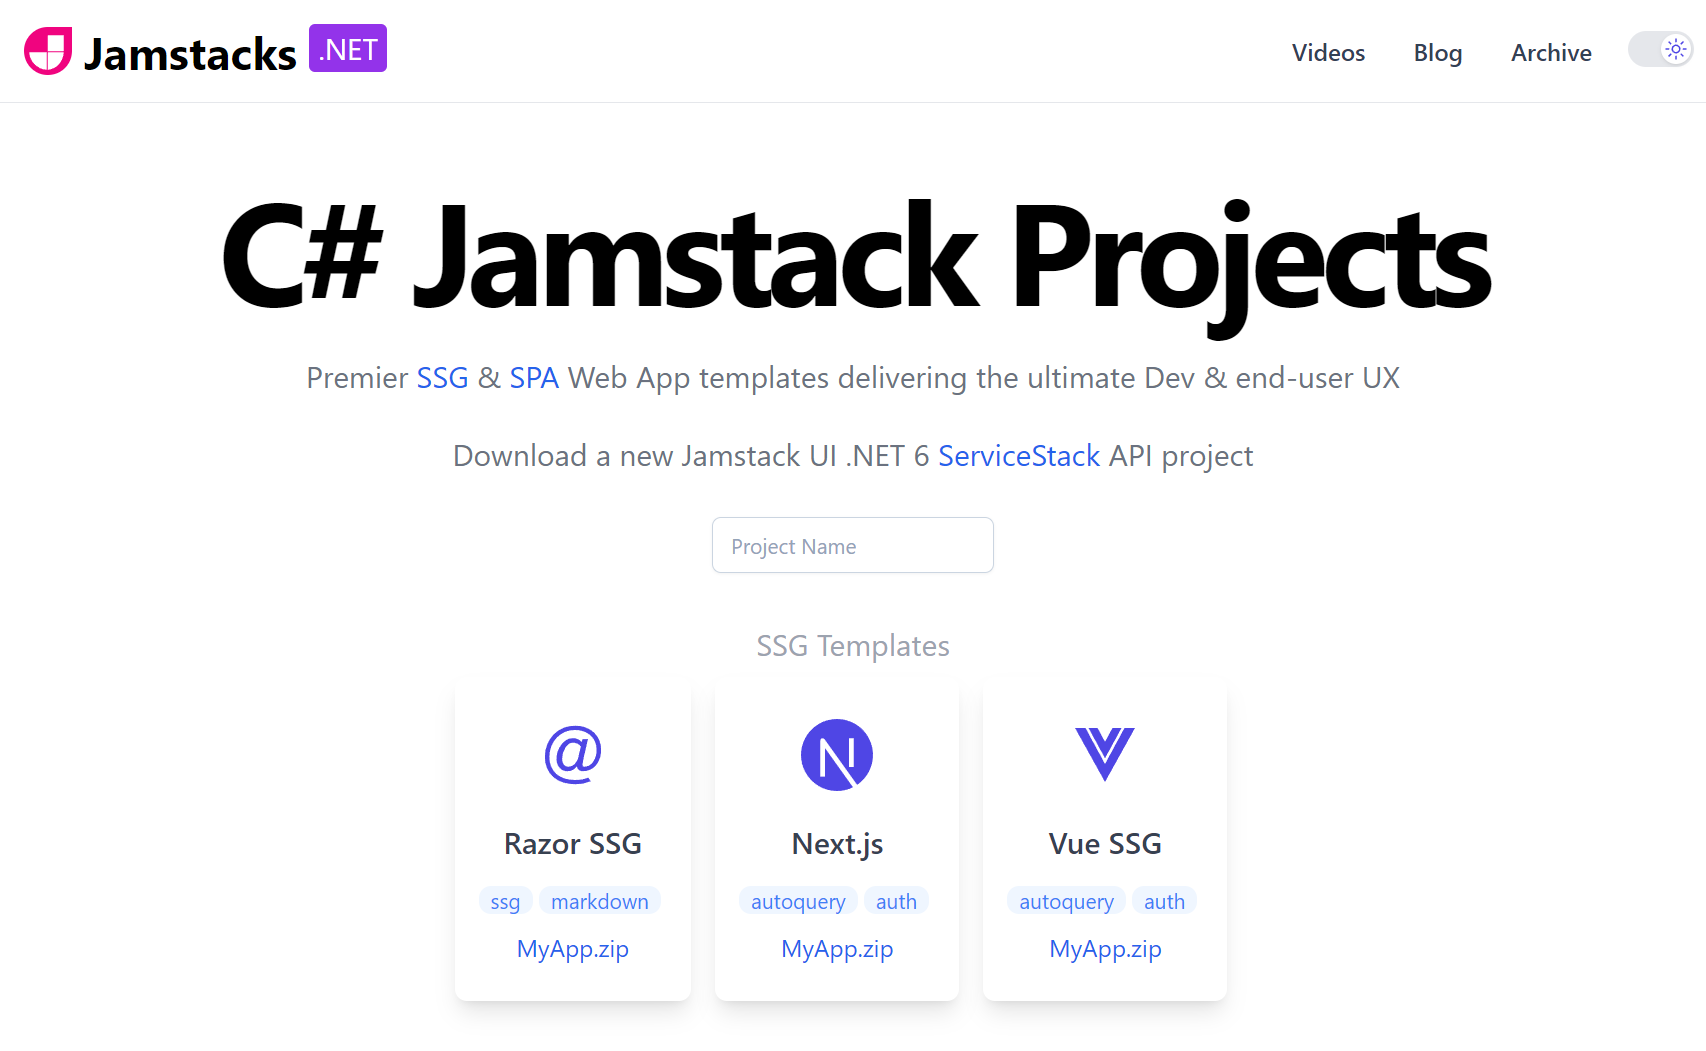 Jamstacks .NET
Videos Blog Archive
C# Jamstack Projects
Premier SSG & SPA Web App templates delivering the ultimate Dev & end-user UX
Download a new Jamstack UI .NET 6 ServiceStack API project
Project Name
SSG Templates
@
Razor SSG
ssg markdown
MyApp.zip
N
Next.js
autoquery auth
MyApp.zip
Vue SSG
autoquery auth
MyApp.zip